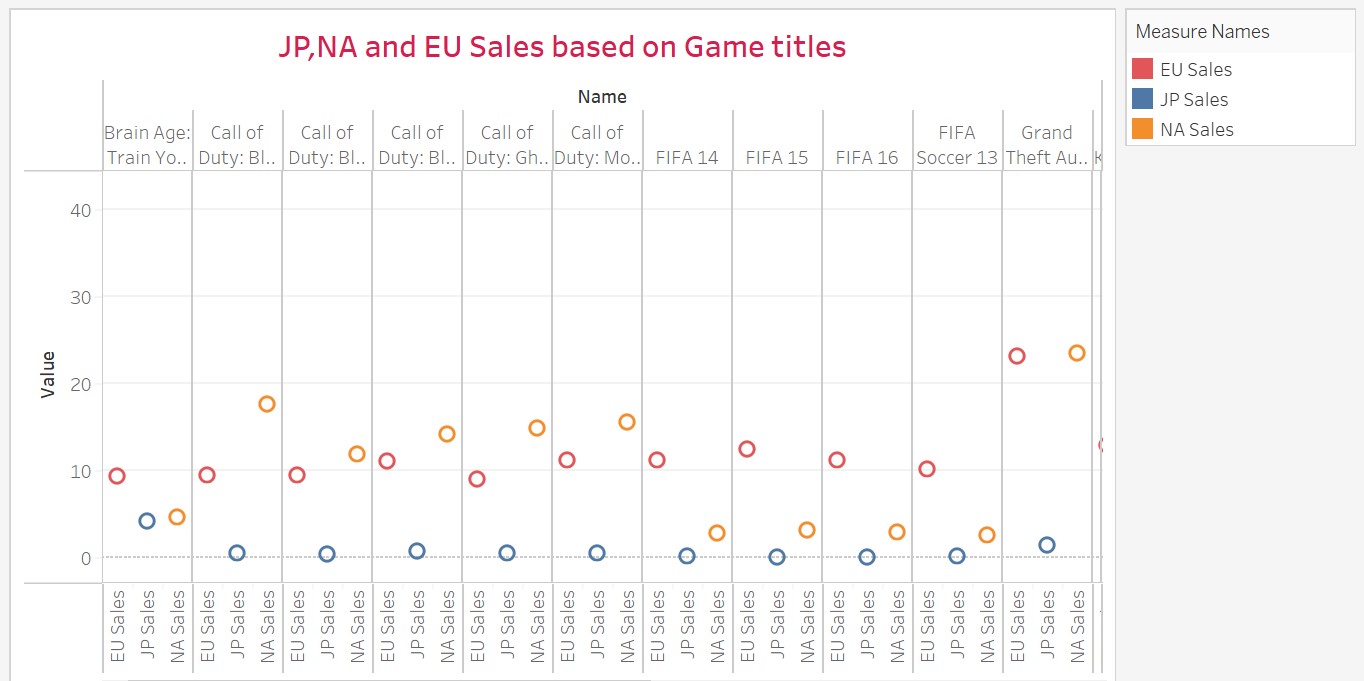 JP,NA and EU Sales based on Game titles
Name
Brain Age: Train Yo..
Call of Duty: Bl..
Call of Duty: Bl..
Call of Duty: Bl..
Call of Duty: Gh..
Call of Duty: Mo..
FIFA 14
FIFA 15
FIFA 16
FIFA Soccer 13
Grand Theft Au..
40
30
20
10
0
Value
EU Sales
JP Sales
NA Sales
EU Sales
JP Sales
NA Sales
EU Sales
JP Sales
NA Sales
EU Sales
JP Sales
NA Sales
EU Sales
JP Sales
NA Sales
EU Sales
JP Sales
NA Sales
EU Sales
JP Sales
NA Sales
EU Sales
JP Sales
NA Sales
EU Sales
JP Sales
NA Sales
EU Sales
JP Sales
NA Sales
EU Sales
JP Sales
NA Sales
Measure Names
EU Sales
JP Sales
NA Sales